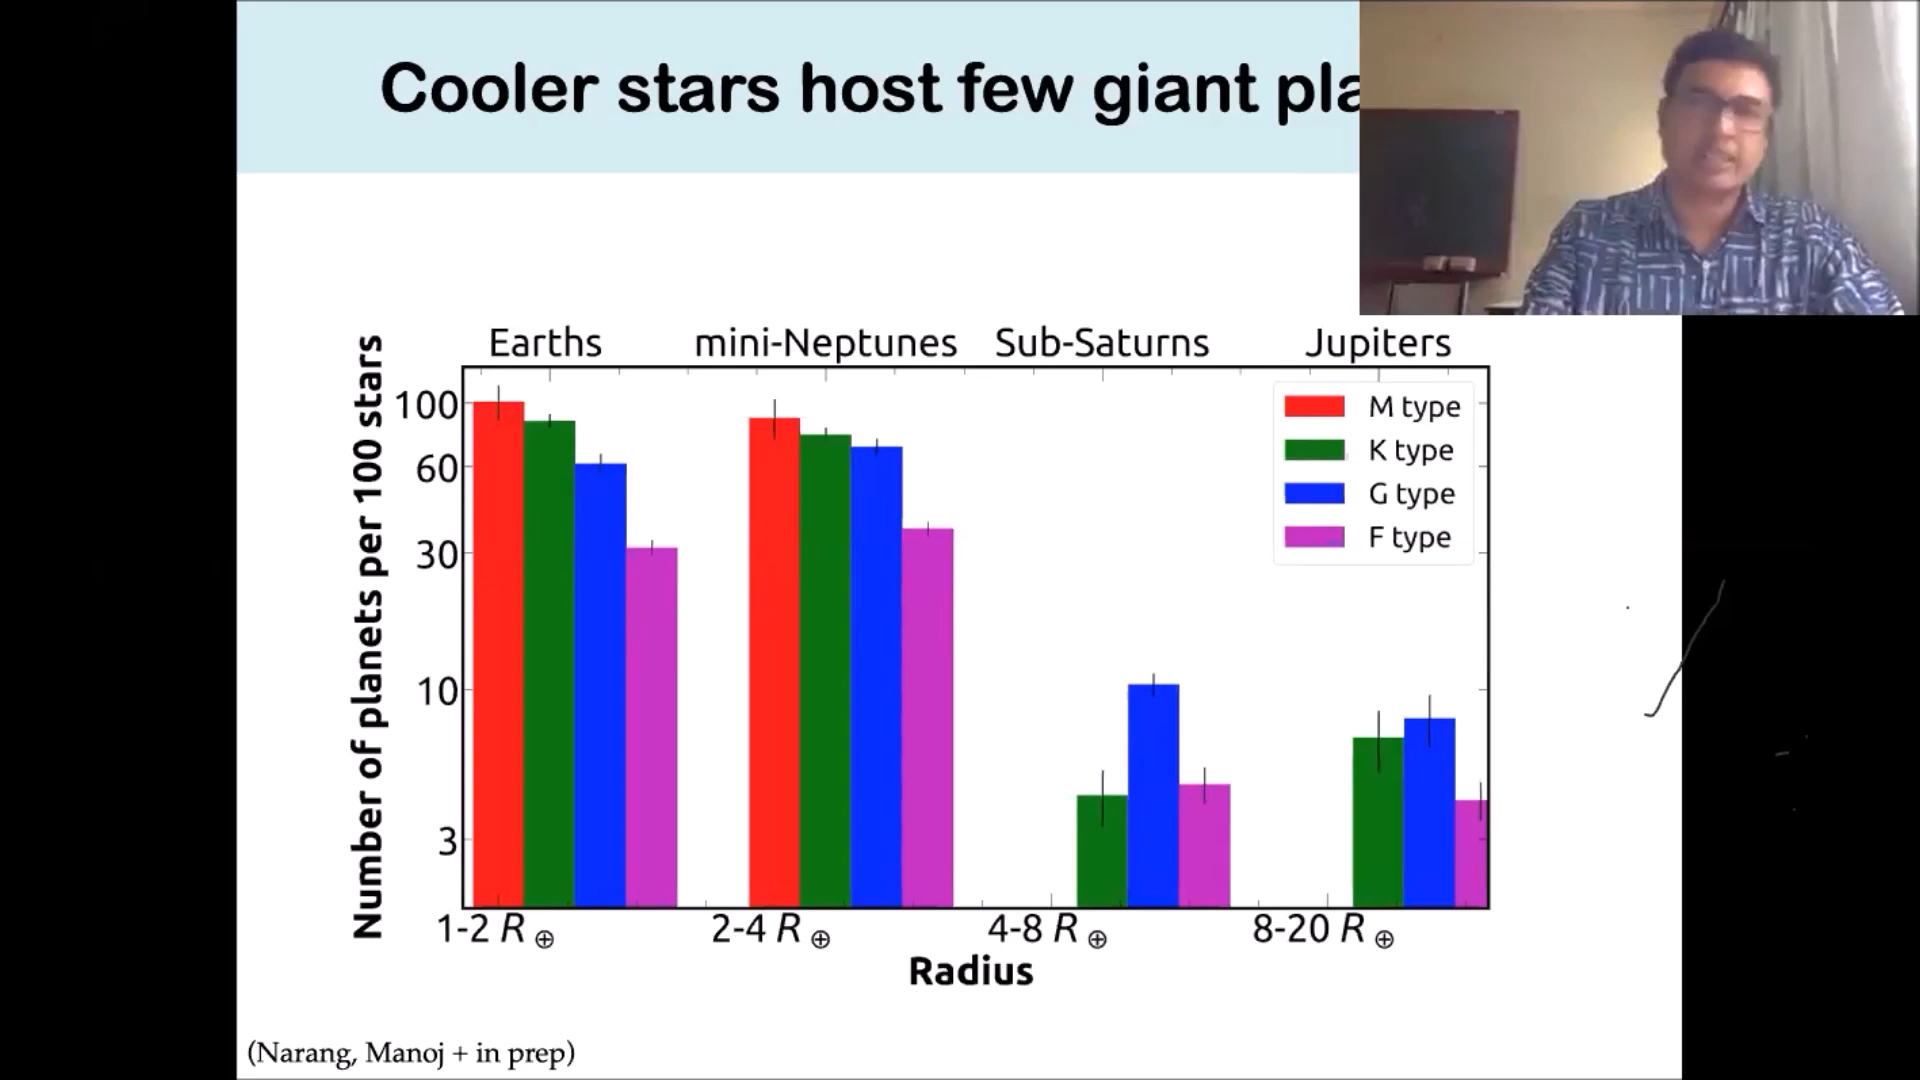 Cooler stars host few giant pla
Earths mini-Neptunes Sub-Saturns Jupiters
Number of planets per 100 stars
100
60
30
10
3
M type
K type
G type
F type
1-2 R⊕ 2-4 R⊕ 4-8 R⊕ 8-20 R⊕
Radius
(Narang, Manoj + in prep)